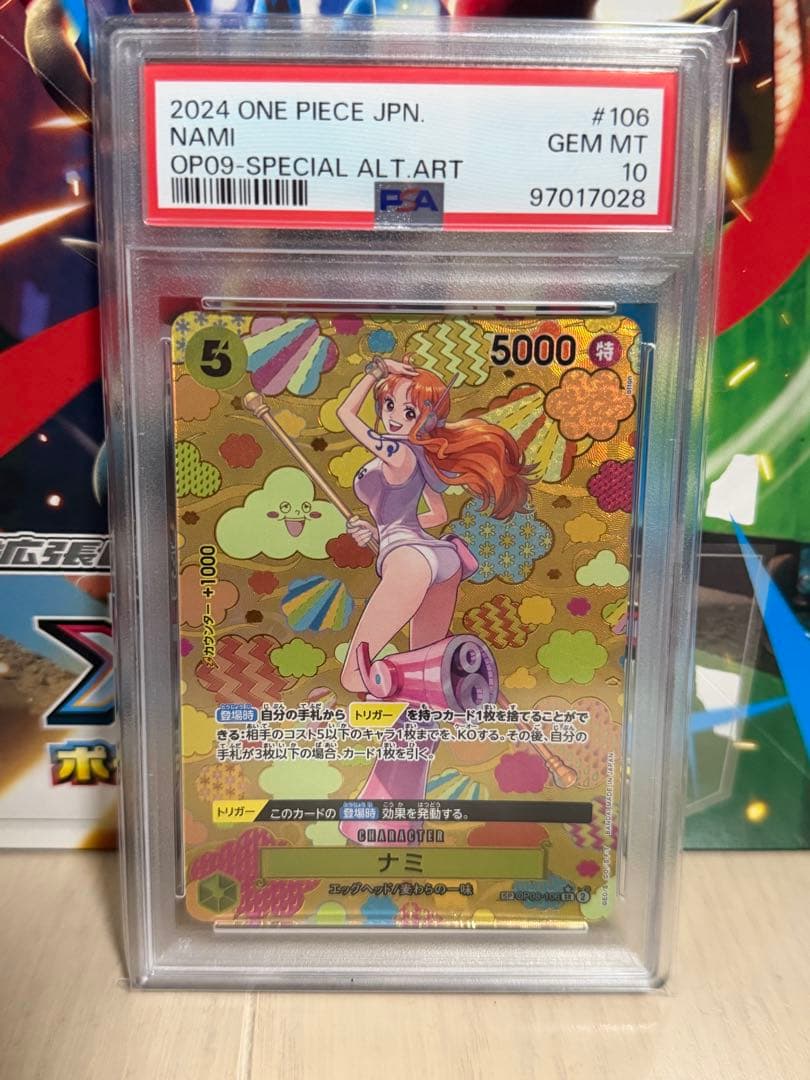 2024 ONE PIECE JPN.
#106
NAMI
GEM MT
OP09-SPECIAL ALT.ART
10
PSA
97017028
5
5000
特
カウンター +1000
登場時 自分の手札から トリガー を持つカード1枚を捨てることがで
きる:相手のコスト5以下のキャラ1枚までを、KOする。その後、自分の
手札が3枚以下の場合、カード1枚を引く。
トリガー このカードの 登場時 効果を発動する。
CHARACTER
ナミ
エッグヘッド/麦わらの一味
拡張
X
ポ